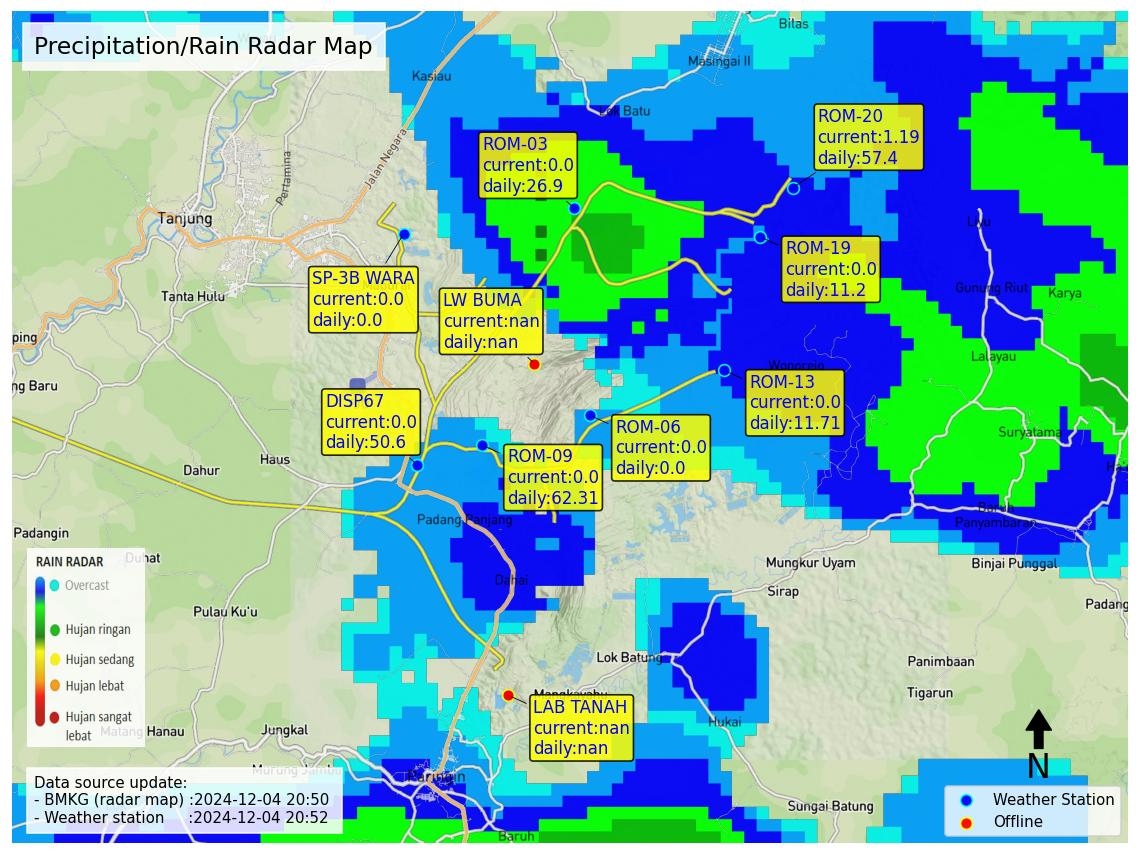 Precipitation/Rain Radar Map
Bilas
Masingai II
Kasiau
Lok Batu
Jalan Negara
Pertamina
Tanjung
Tanta Hulu
ROM-03
current:0.0
daily:26.9
ROM-20
current:1.19
daily:57.4
ROM-19
current:0.0
daily:11.2
SP-3B WARA
current:0.0
daily:0.0
LW BUMA
current:nan
daily:nan
Liyu
Gunung Riut
Karya
Lalayau
Suryatama
ping
ng Baru
Wonorejo
ROM-13
current:0.0
daily:11.71
DISP67
current:0.0
daily:50.6
ROM-06
current:0.0
daily:0.0
ROM-09
current:0.0
daily:62.31
Dahur
Haus
Ha
Padangin
Padang Panjang
Baruh
Panyambaran
Binjai Punggal
Duhat
Dahai
Mungkur Uyam
Sirap
Padang
Pulau Ku'u
RAIN RADAR
Overcast
Hujan ringan
Hujan sedang
Hujan lebat
Hujan sangat
lebat
Lok Batung
Panimbaan
Tigarun
Mangkayahu
LAB TANAH
current:nan
daily:nan
Hukai
Matang Hanau
Jungkal
Murung Jambu
Paringin
Baruh
Sungai Batung
Data source update:
- BMKG (radar map) :2024-12-04 20:50
- Weather station :2024-12-04 20:52
N
Weather Station
Offline